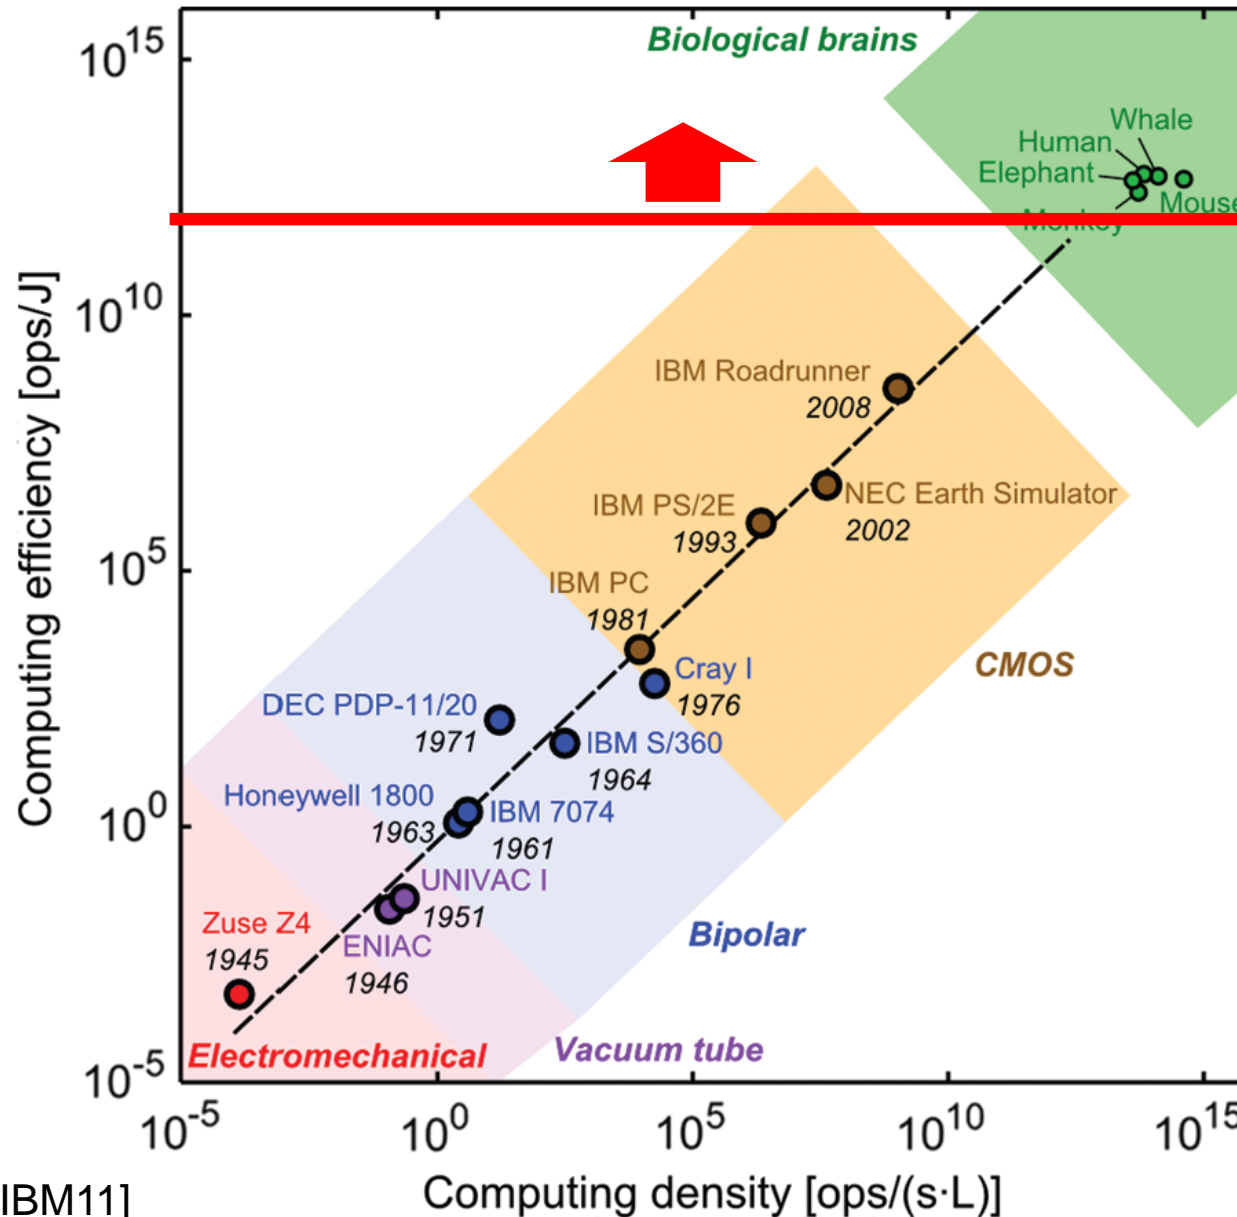 10^15
Biological brains
Whale
Human
Elephant
Mouse
Monkey
10^10
IBM Roadrunner
2008
IBM PS/2E
1993
NEC Earth Simulator
2002
10^5
IBM PC
1981
Cray I
1976
CMOS
DEC PDP-11/20
1971
IBM S/360
1964
Honeywell 1800
1963
IBM 7074
1961
10^0
UNIVAC I
1951
Zuse Z4
1945
ENIAC
1946
Bipolar
Electromechanical
Vacuum tube
10^-5
Computing efficiency [ops/J]
10^-5
10^0
10^5
10^10
10^15
Computing density [ops/(s·L)]
IBM11]